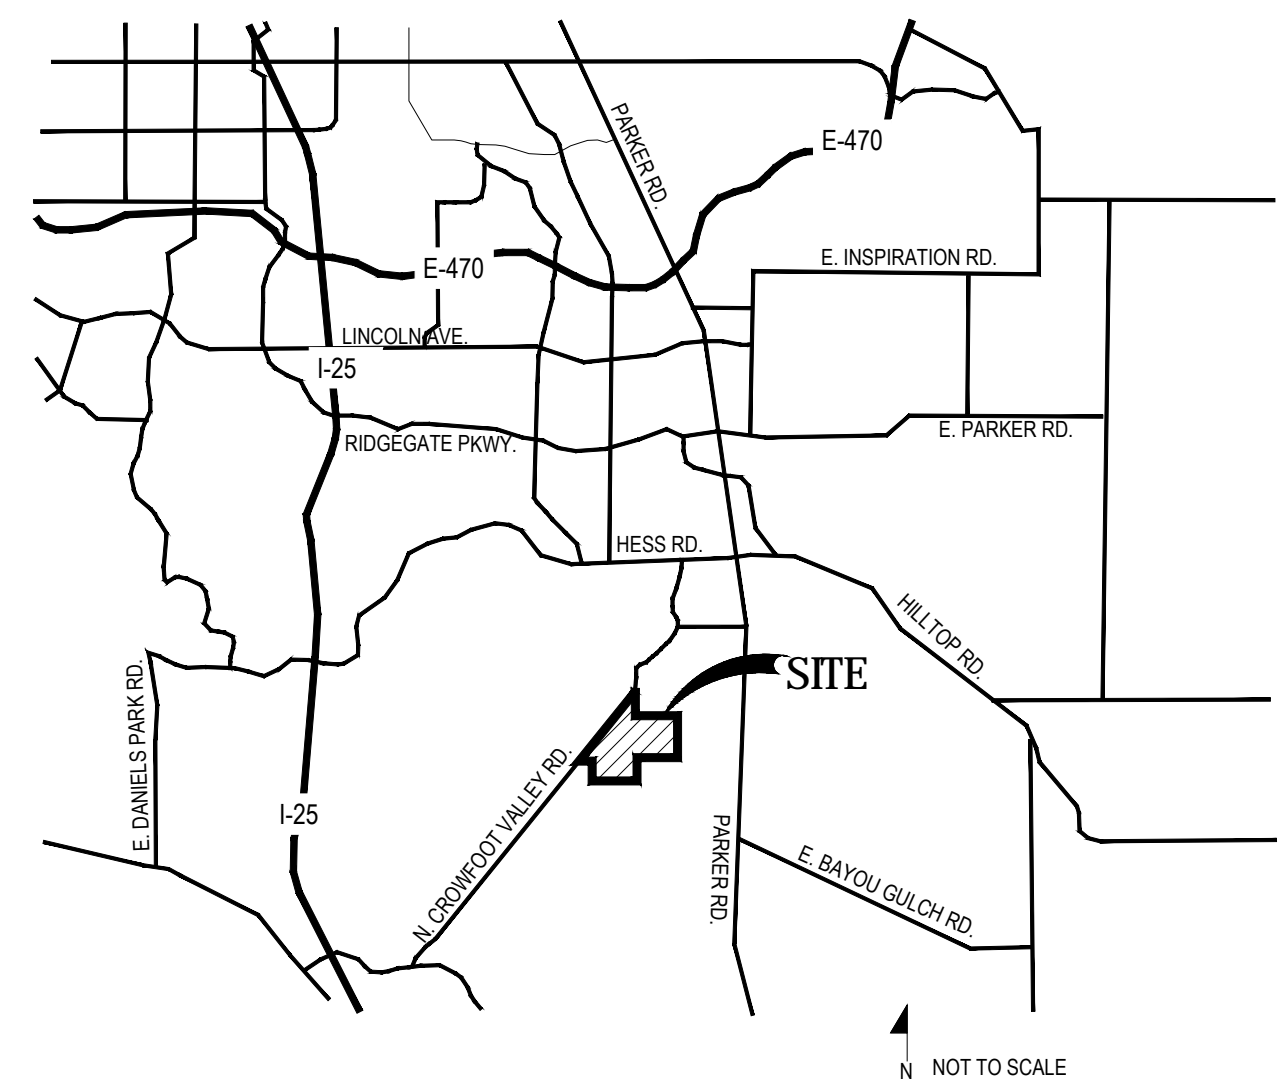 PARKER RD.
E-470
E. INSPIRATION RD.
E-470
LINCOLN AVE.
I-25
E. PARKER RD.
RIDGEGATE PKWY.
HESS RD.
HILLTOP RD.
SITE
E. DANIELS PARK RD.
N. CROWFOOT VALLEY RD.
I-25
PARKER RD.
E. BAYOU GULCH RD.
N
NOT TO SCALE